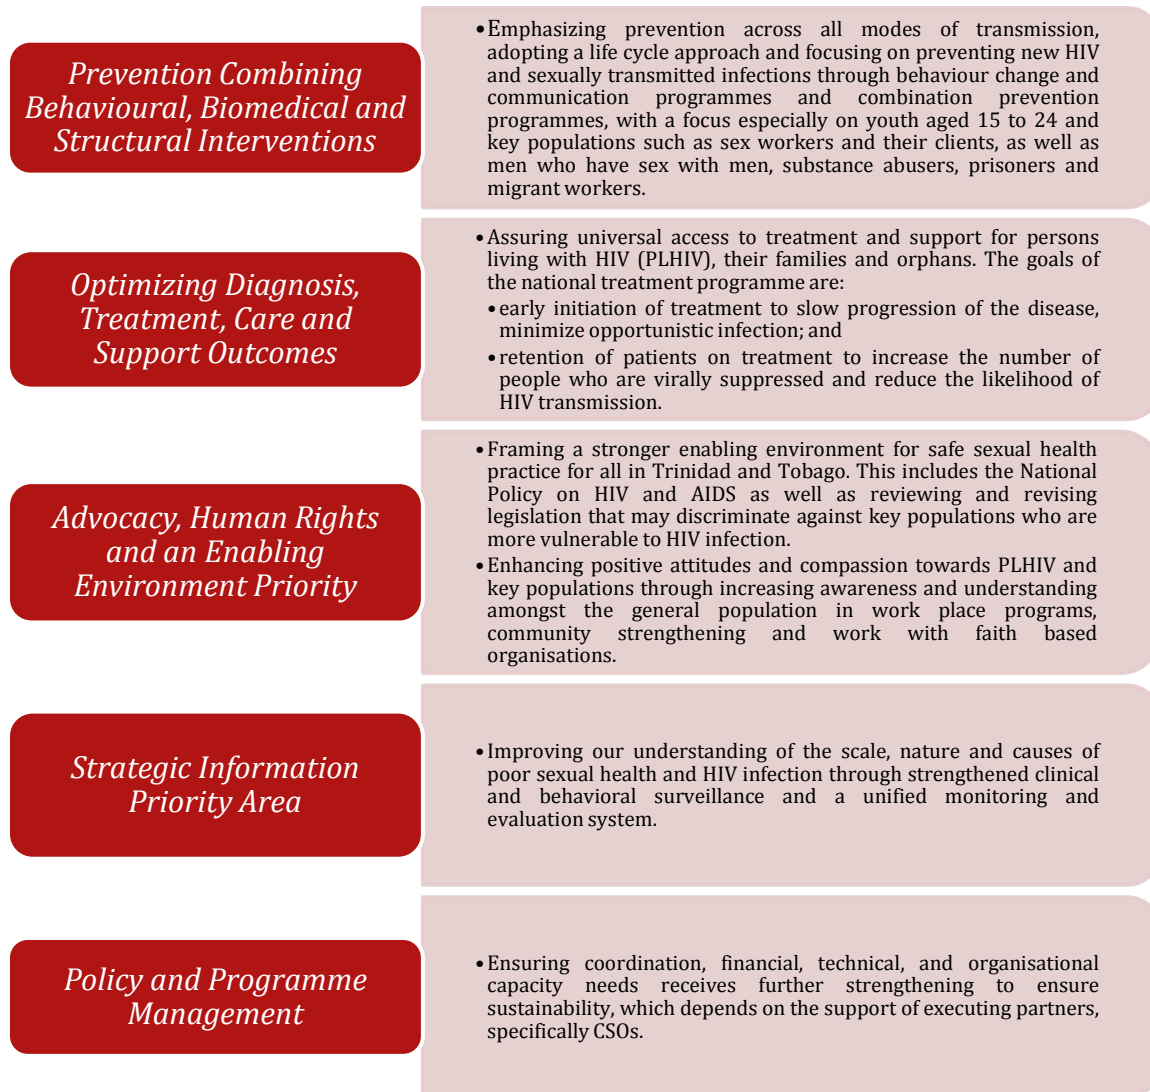 Prevention Combining
Behavioural, Biomedical and
Structural Interventions
•Emphasizing prevention across all modes of transmission,
adopting a life cycle approach and focusing on preventing new HIV
and sexually transmitted infections through behaviour change and
communication programmes and combination prevention
programmes, with a focus especially on youth aged 15 to 24 and
key populations such as sex workers and their clients, as well as
men who have sex with men, substance abusers, prisoners and
migrant workers.
Optimizing Diagnosis,
Treatment, Care and
Support Outcomes
•Assuring universal access to treatment and support for persons
living with HIV (PLHIV), their families and orphans. The goals of
the national treatment programme are:
•early initiation of treatment to slow progression of the disease,
minimize opportunistic infection; and
•retention of patients on treatment to increase the number of
people who are virally suppressed and reduce the likelihood of
HIV transmission.
Advocacy, Human Rights
and an Enabling
Environment Priority
•Framing a stronger enabling environment for safe sexual health
practice for all in Trinidad and Tobago. This includes the National
Policy on HIV and AIDS as well as reviewing and revising
legislation that may discriminate against key populations who are
more vulnerable to HIV infection.
•Enhancing positive attitudes and compassion towards PLHIV and
key populations through increasing awareness and understanding
amongst the general population in work place programs,
community strengthening and work with faith based
organisations.
Strategic Information
Priority Area
•Improving our understanding of the scale, nature and causes of
poor sexual health and HIV infection through strengthened clinical
and behavioral surveillance and a unified monitoring and
evaluation system.
Policy and Programme
Management
•Ensuring coordination, financial, technical, and organisational
capacity needs receives further strengthening to ensure
sustainability, which depends on the support of executing partners,
specifically CSOs.